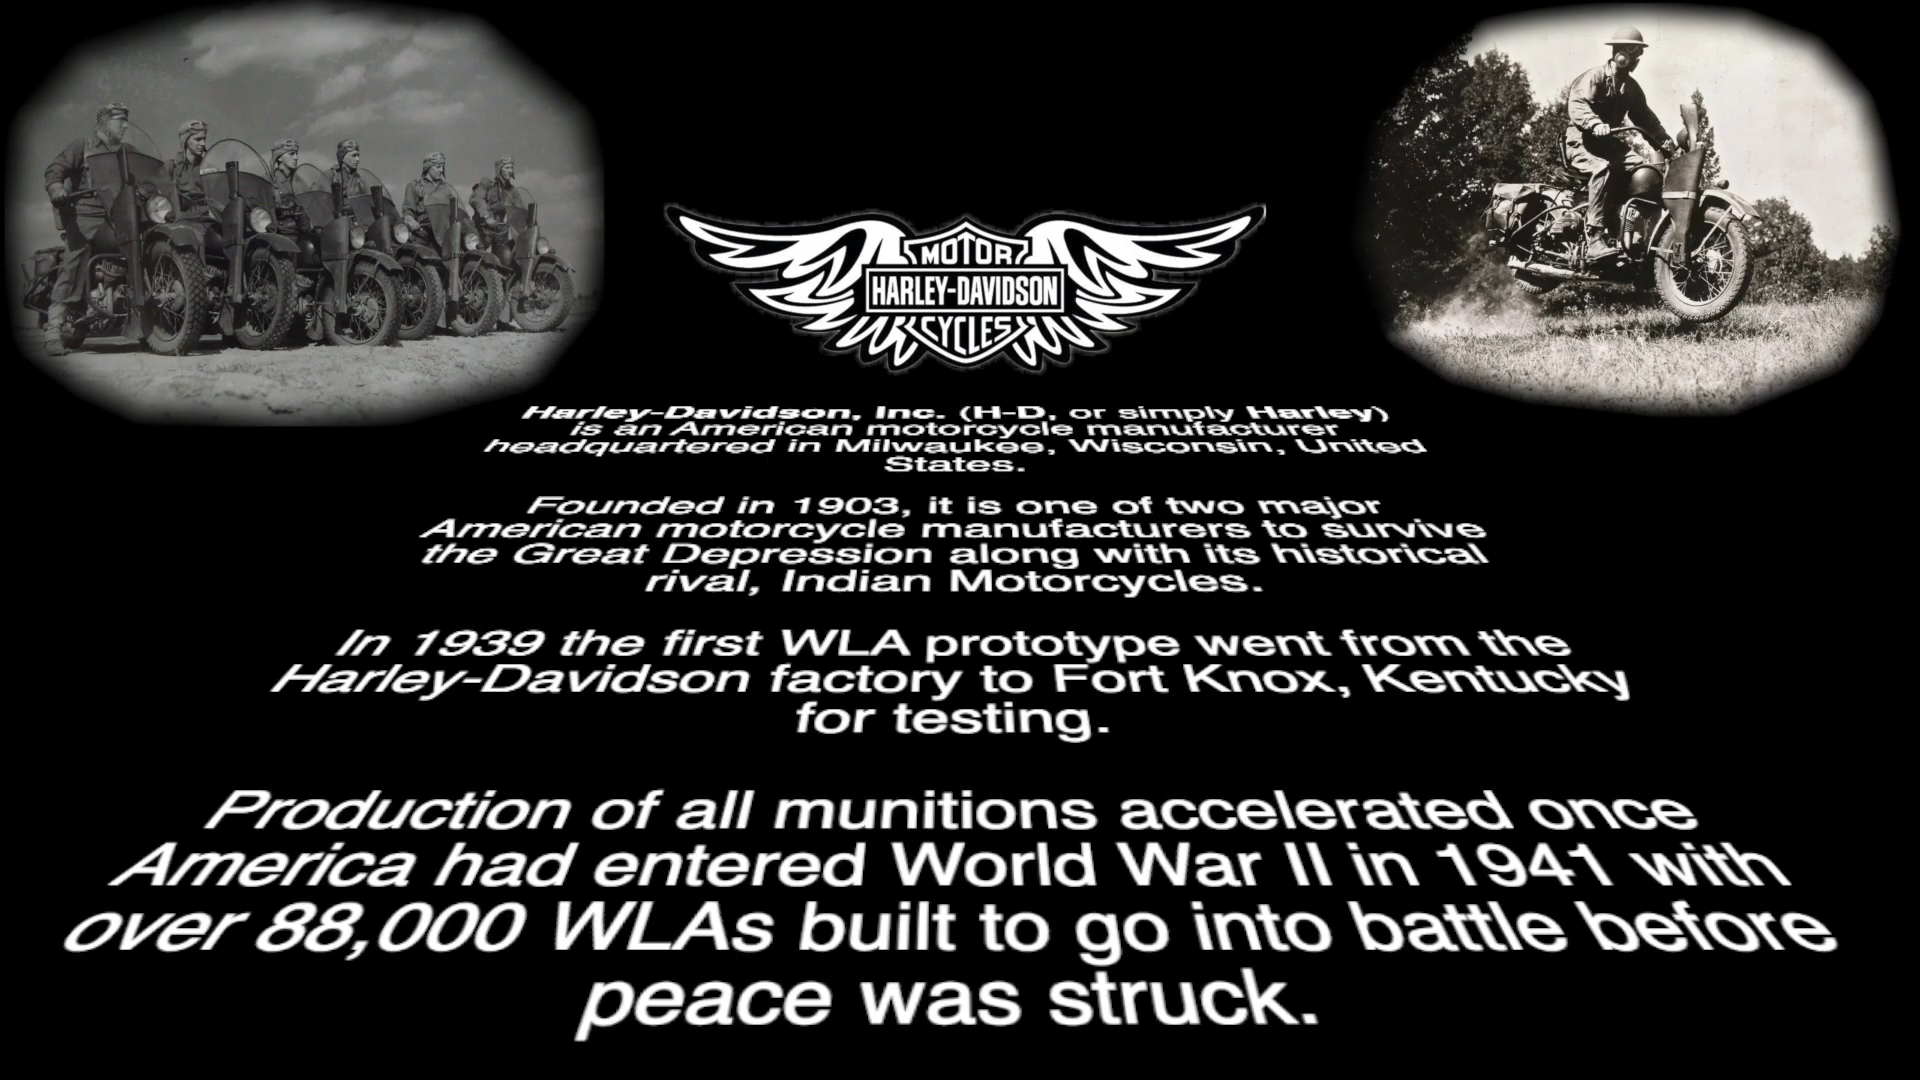 MOTOR
HARLEY-DAVIDSON
CYCLES
Harley-Davidson, Inc. (H-D, or simply Harley)
is an American motorcycle manufacturer
headquartered in Milwaukee, Wisconsin, United
States.
Founded in 1903, it is one of two major
American motorcycle manufacturers to survive
the Great Depression along with its historical
rival, Indian Motorcycles.
In 1939 the first WLA prototype went from the
Harley-Davidson factory to Fort Knox, Kentucky
for testing.
Production of all munitions accelerated once
America had entered World War II in 1941 with
over 88,000 WLAs built to go into battle before
peace was struck.